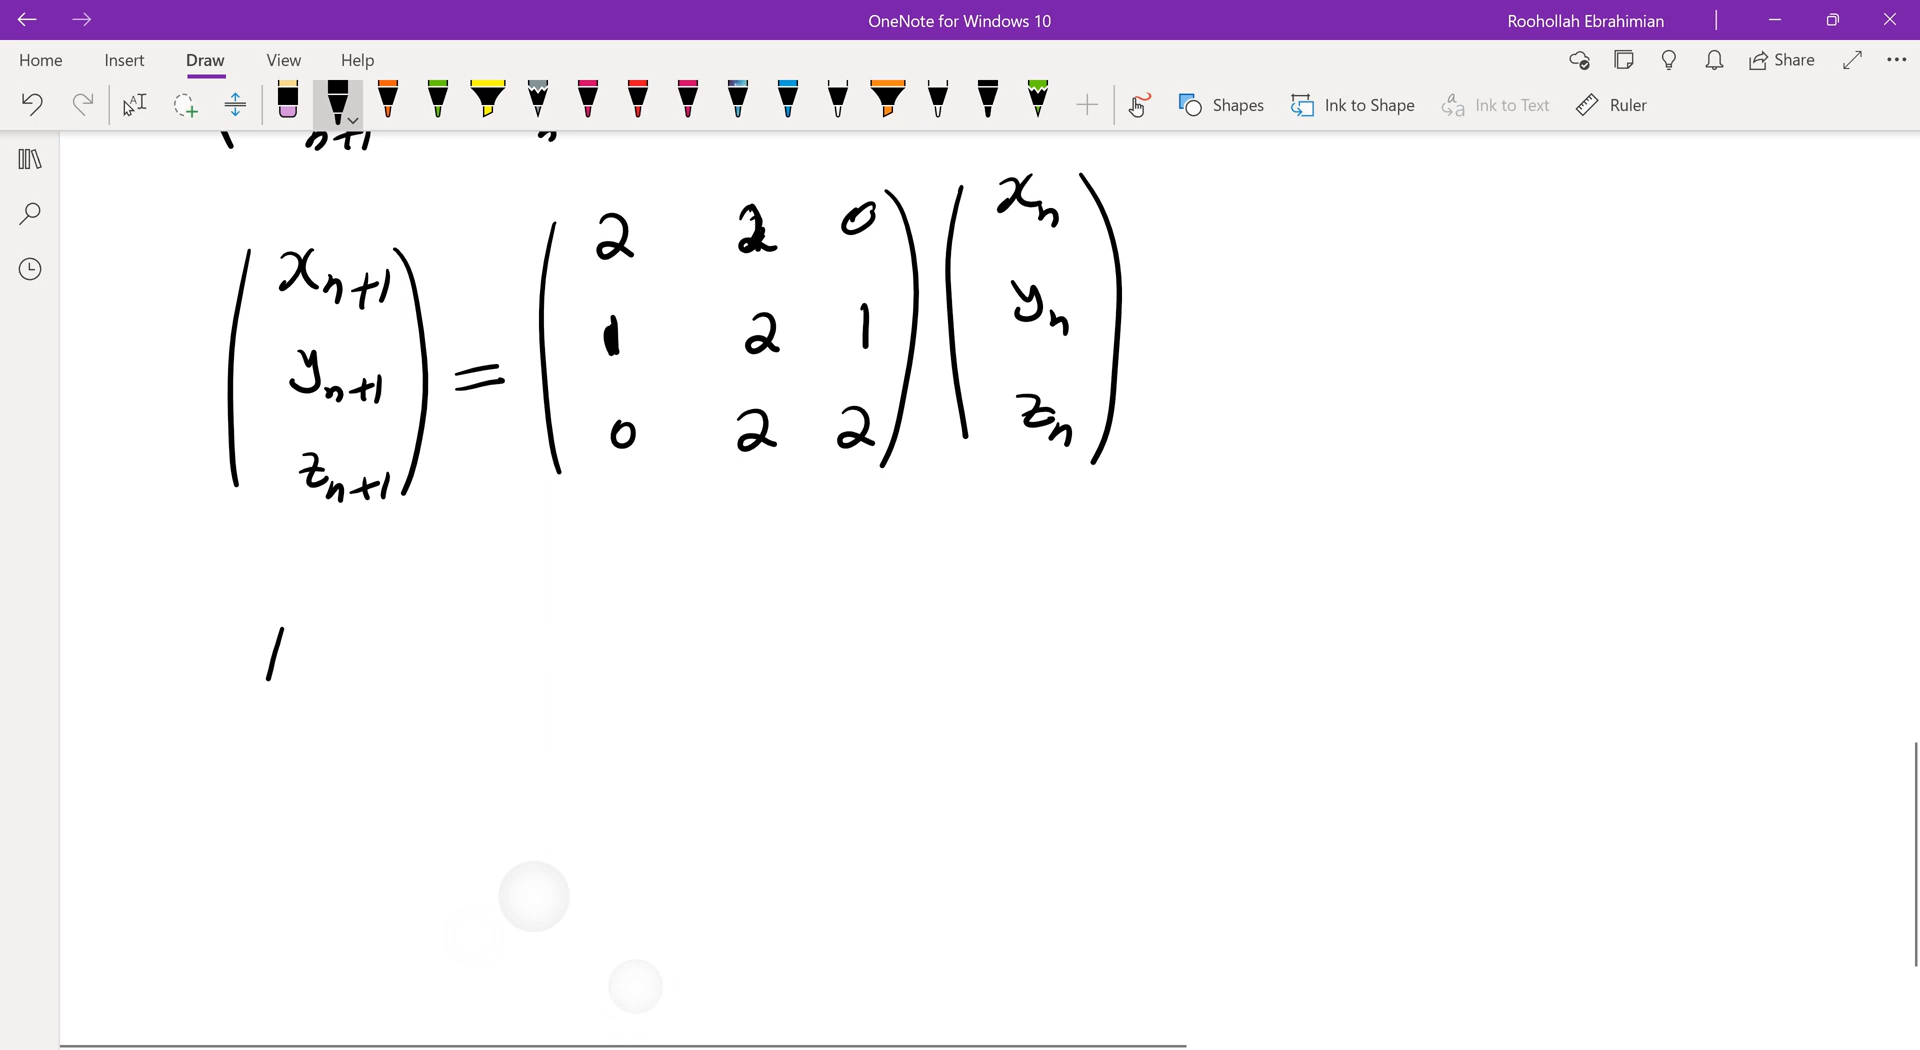 OneNote for Windows 10
Roohollah Ebrahimian
Home Insert Draw View Help
Share
Shapes Ink to Shape Ink to Text Ruler
n+1 n
( x_{n+1} ) = ( 2 2 0 ) ( x_n )
( y_{n+1} ) ( 1 2 1 ) ( y_n )
( z_{n+1} ) ( 0 2 2 ) ( z_n )